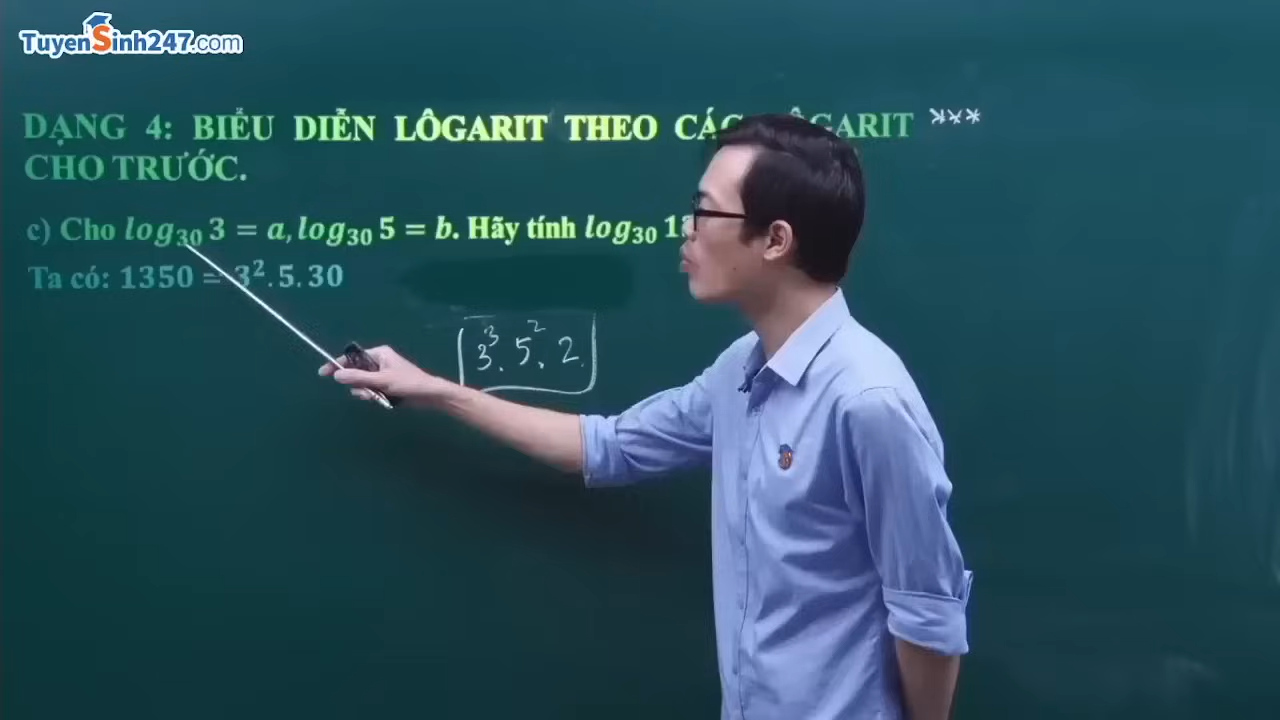 TuyenSinh247.com
DẠNG 4: BIỂU DIỄN LÔGARIT THEO LÔGARIT ***
CHO TRƯỚC.
c) Cho log₃₀ 3 = a, log₃₀ 5 = b. Hãy tính log₃₀
Ta có: 1350 = 3².5.30
3³. 5². 2.